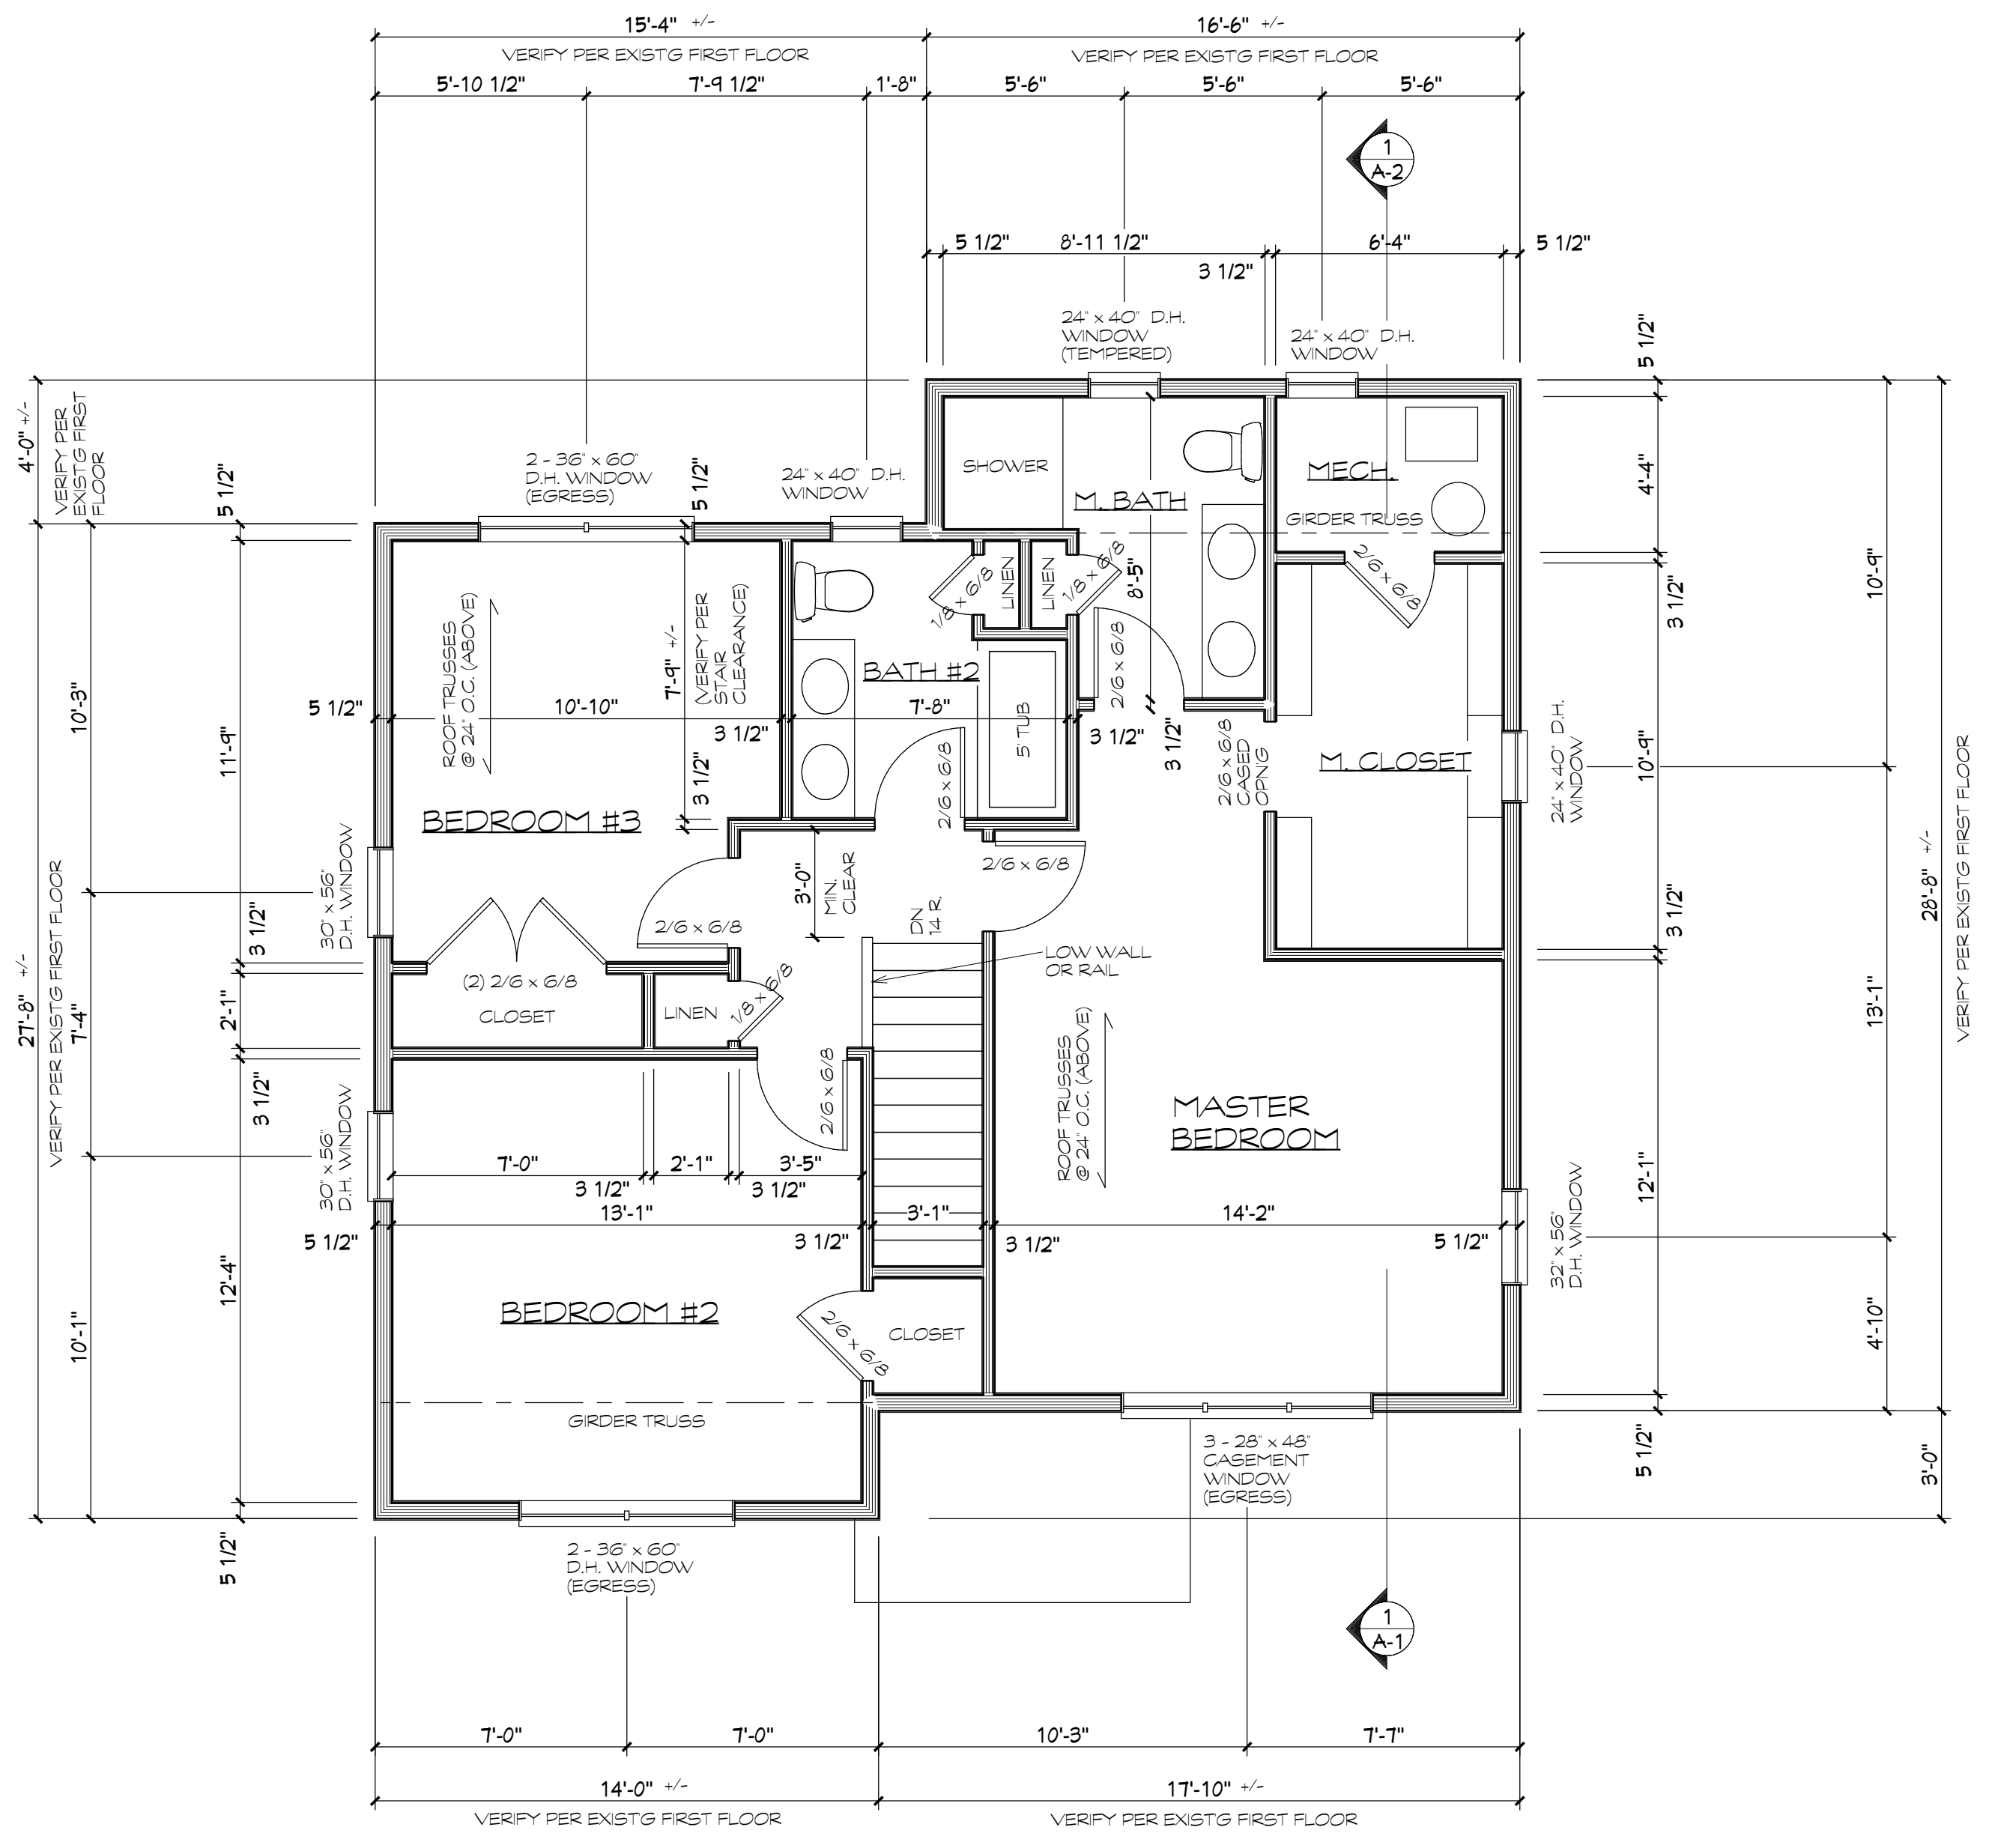 15'-4" +/-
16'-6" +/-
VERIFY PER EXIST'G FIRST FLOOR
VERIFY PER EXIST'G FIRST FLOOR
5'-10 1/2"
7'-9 1/2"
1'-8"
5'-6"
5'-6"
5'-6"
1
A-2
5 1/2"
8'-11 1/2"
3 1/2"
6'-4"
5 1/2"
24" x 40" D.H.
WINDOW
(TEMPERED)
24" x 40" D.H.
WINDOW
5 1/2"
4'-0" +/-
VERIFY PER
EXIST'G FIRST
FLOOR
5 1/2"
2 - 36" x 60"
D.H. WINDOW
(EGRESS)
5 1/2"
24" x 40" D.H.
WINDOW
SHOWER
M. BATH
MECH.
GIRDER TRUSS
4'-4"
10'-9"
3 1/2"
ROOF TRUSSES
@ 24" O.C. (ABOVE)
7'-9" +/-
(VERIFY PER
STAIR
CLEARANCE)
1/8 x 6/8
LINEN
LINEN
1/8 x 6/8
8'-5"
2/6 x 6/8
2/6 x 6/8
BATH #2
10'-3"
11'-9"
5 1/2"
10'-10"
3 1/2"
7'-8"
3 1/2"
3 1/2"
3 1/2"
5' TUB
2/6 x 6/8
2/6 x 6/8
CASED
OPN'G
M. CLOSET
24" x 40" D.H.
WINDOW
10'-9"
28'-8" +/-
VERIFY PER EXIST'G FIRST FLOOR
BEDROOM #3
30" x 56"
D.H. WINDOW
3'-0"
MIN.
CLEAR
2/6 x 6/8
DN
14 R.
2/6 x 6/8
3 1/2"
3 1/2"
LOW WALL
OR RAIL
27'-8" +/-
VERIFY PER EXIST'G FIRST FLOOR
7'-4"
2'-1"
(2) 2/6 x 6/8
CLOSET
LINEN
1/8 x 6/8
13'-1"
3 1/2"
30" x 56"
D.H. WINDOW
2/6 x 6/8
ROOF TRUSSES
@ 24" O.C. (ABOVE)
MASTER
BEDROOM
7'-0"
3 1/2"
2'-1"
3 1/2"
3'-5"
5 1/2"
13'-1"
3 1/2"
3'-1"
3 1/2"
14'-2"
5 1/2"
12'-1"
32" x 56"
D.H. WINDOW
12'-4"
10'-1"
BEDROOM #2
2/6 x 6/8
CLOSET
4'-10"
GIRDER TRUSS
3 - 28" x 48"
CASEMENT
WINDOW
(EGRESS)
5 1/2"
3'-0"
5 1/2"
2 - 36" x 60"
D.H. WINDOW
(EGRESS)
1
A-1
7'-0"
7'-0"
10'-3"
7'-7"
14'-0" +/-
17'-10" +/-
VERIFY PER EXIST'G FIRST FLOOR
VERIFY PER EXIST'G FIRST FLOOR